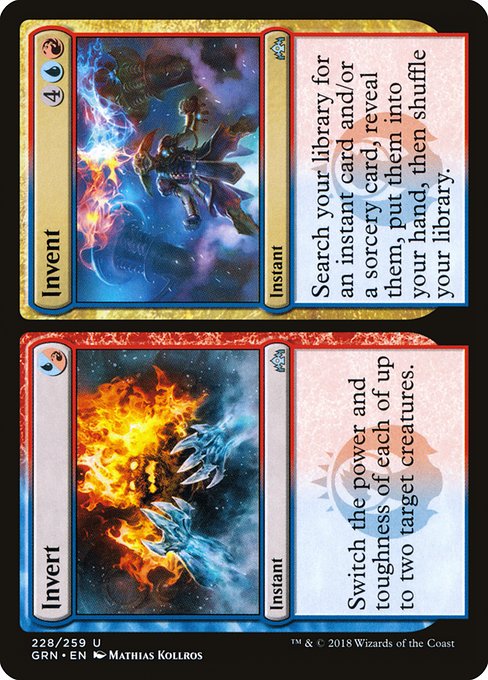 Invert
Instant
Switch the power and
toughness of each of up
to two target creatures.
Invent
4
Instant
Search your library for
an instant card and/or
a sorcery card, reveal
them, put them into
your hand, then shuffle
your library.
228/259 U
GRN • EN Mathias Kollros
™ & © 2018 Wizards of the Coast